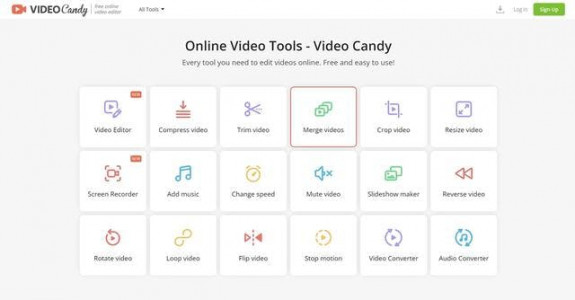 VIDEO Candy free online video editor All Tools Log in Sign up
Online Video Tools - Video Candy
Every tool you need to edit videos online. Free and easy to use!
Video Editor Compress video Trim video Merge videos Crop video Resize video
Screen Recorder Add music Change speed Mute video Slideshow maker Reverse video
Rotate video Loop video Flip video Stop motion Video Converter Audio Converter